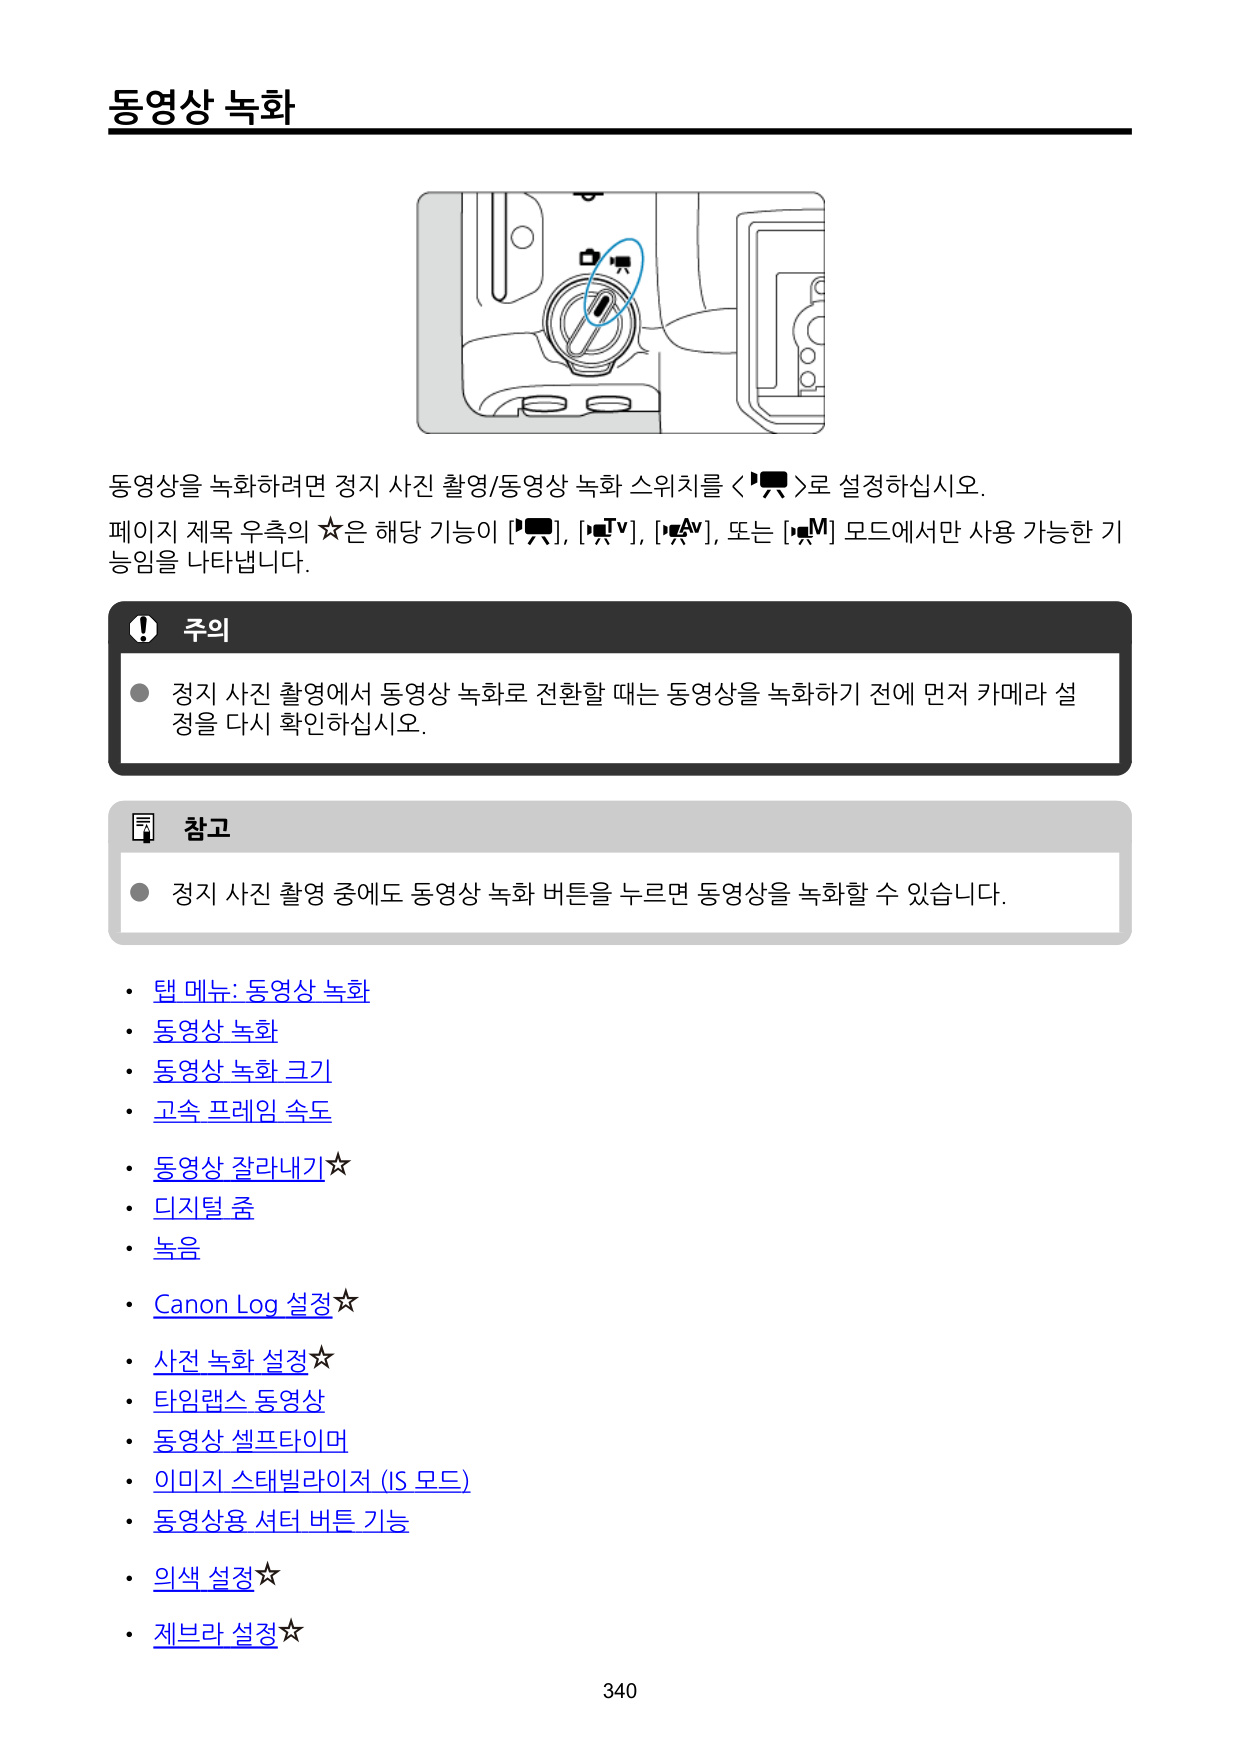 동영상 녹화
동영상을 녹화하려면 정지 사진 촬영/동영상 녹화 스위치를 < >로 설정하십시오.
페이지 제목 우측의 ☆은 해당 기능이 [ ], [ Tv], [ Av], 또는 [ M] 모드에서만 사용 가능한 기
능임을 나타냅니다.
주의
● 정지 사진 촬영에서 동영상 녹화로 전환할 때는 동영상을 녹화하기 전에 먼저 카메라 설
정을 다시 확인하십시오.
참고
● 정지 사진 촬영 중에도 동영상 녹화 버튼을 누르면 동영상을 녹화할 수 있습니다.
• 탭 메뉴: 동영상 녹화
• 동영상 녹화
• 동영상 녹화 크기
• 고속 프레임 속도
• 동영상 잘라내기☆
• 디지털 줌
• 녹음
• Canon Log 설정☆
• 사전 녹화 설정☆
• 타임랩스 동영상
• 동영상 셀프타이머
• 이미지 스태빌라이저 (IS 모드)
• 동영상용 셔터 버튼 기능
• 의색 설정☆
• 제브라 설정☆
340